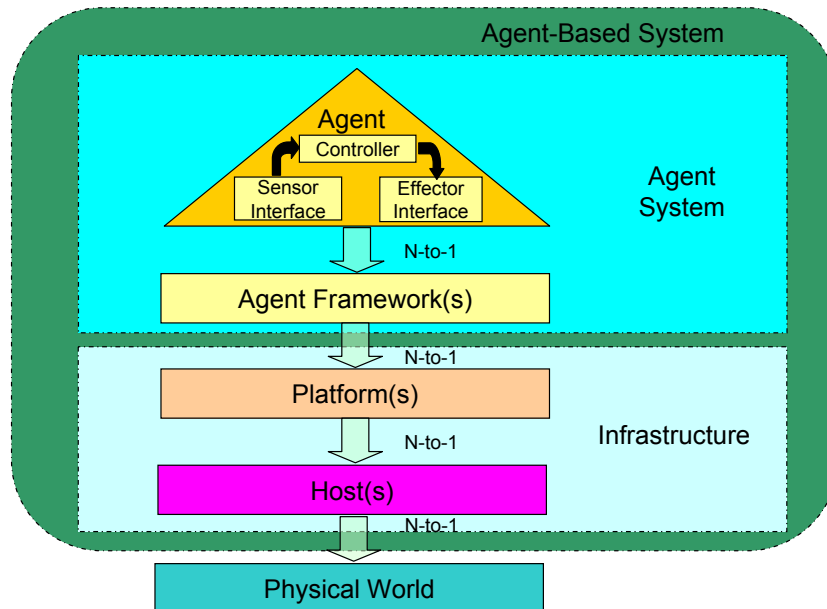 Agent-Based System
Agent
Controller
Sensor
Interface
Effector
Interface
Agent
System
N-to-1
Agent Framework(s)
N-to-1
Platform(s)
N-to-1
Infrastructure
Host(s)
N-to-1
Physical World